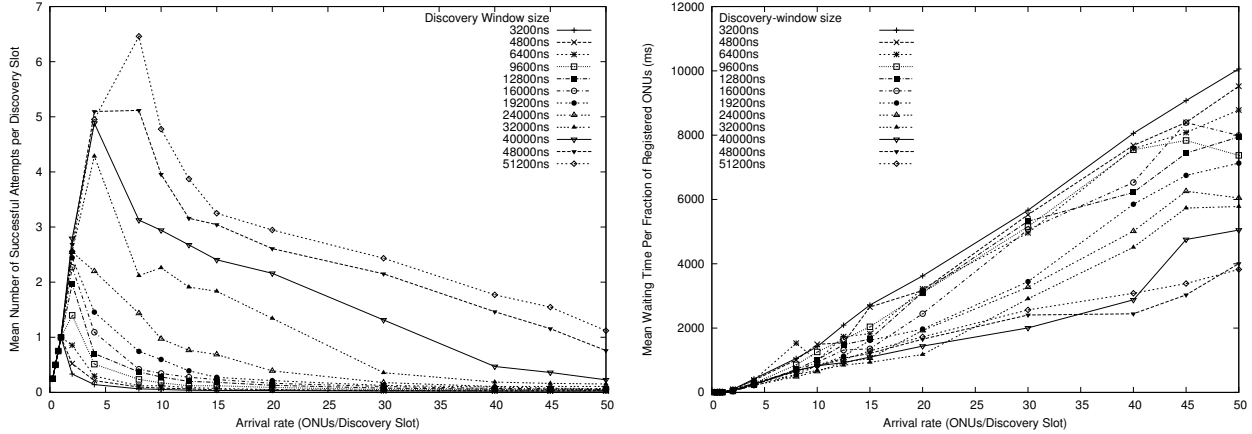 Mean Number of Successful Attempts per Discovery Slot
7
6
5
4
3
2
1
0
0 5 10 15 20 25 30 35 40 45 50
Arrival rate (ONUs/Discovery Slot)
Discovery Window size
3200ns
4800ns
6400ns
9600ns
12800ns
16000ns
19200ns
24000ns
32000ns
40000ns
48000ns
51200ns
Mean Waiting Time Per Fraction of Registered ONUs (ms)
12000
10000
8000
6000
4000
2000
0
0 5 10 15 20 25 30 35 40 45 50
Arrival rate (ONUs/Discovery Slot)
Discovery-window size
3200ns
4800ns
6400ns
9600ns
12800ns
16000ns
19200ns
24000ns
32000ns
40000ns
48000ns
51200ns